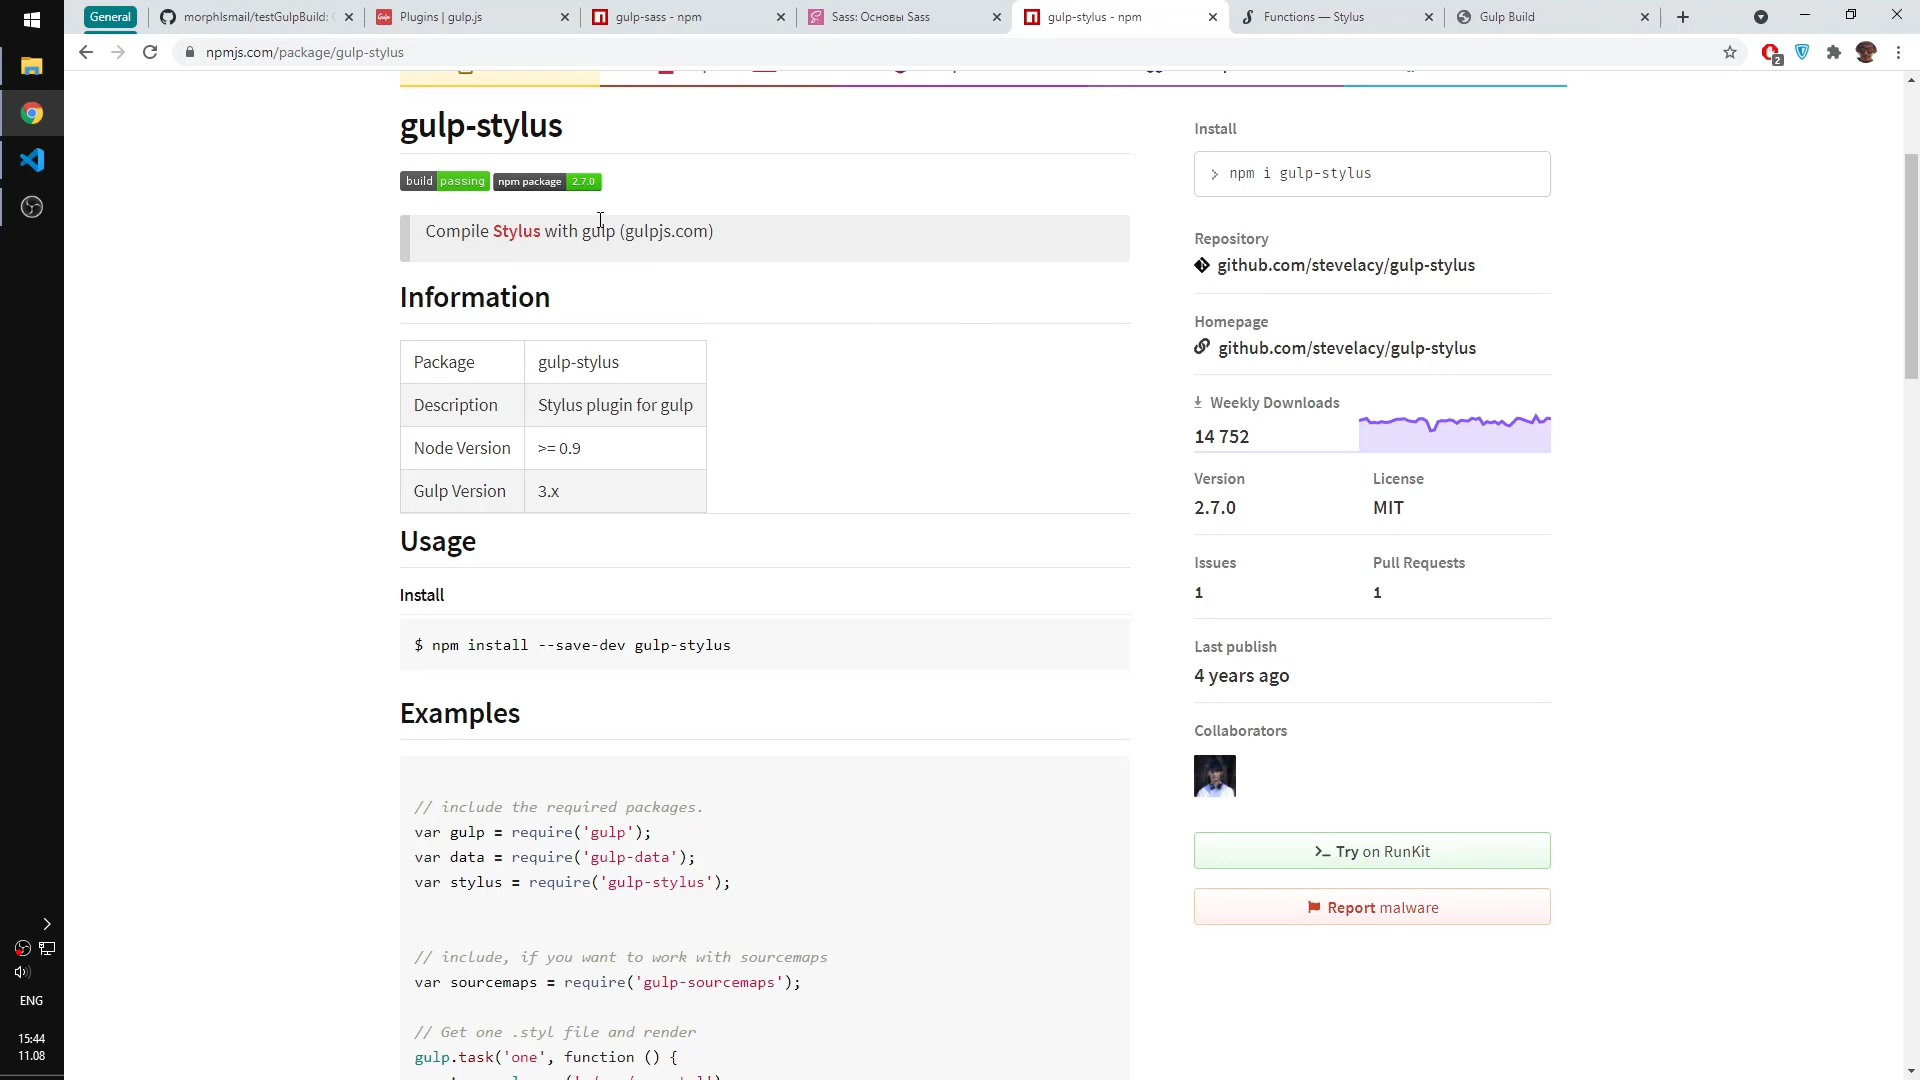 General
morphIsmail/testGulpBuild:
Plugins | gulp.js
gulp-sass - npm
Sass: Основы Sass
gulp-stylus - npm
Functions — Stylus
Gulp Build
npmjs.com/package/gulp-stylus
2
gulp-stylus
build passing npm package 2.7.0
Compile Stylus with gulp (gulpjs.com)
Information
Package gulp-stylus
Description Stylus plugin for gulp
Node Version >= 0.9
Gulp Version 3.x
Usage
Install
$ npm install --save-dev gulp-stylus
Examples
// include the required packages.
var gulp = require('gulp');
var data = require('gulp-data');
var stylus = require('gulp-stylus');
// include, if you want to work with sourcemaps
var sourcemaps = require('gulp-sourcemaps');
// Get one .styl file and render
gulp.task('one', function () {
Install
> npm i gulp-stylus
Repository
github.com/stevelacy/gulp-stylus
Homepage
github.com/stevelacy/gulp-stylus
Weekly Downloads
14 752
Version License
2.7.0 MIT
Issues Pull Requests
1 1
Last publish
4 years ago
Collaborators
Try on RunKit
Report malware
ENG
15:44
11.08